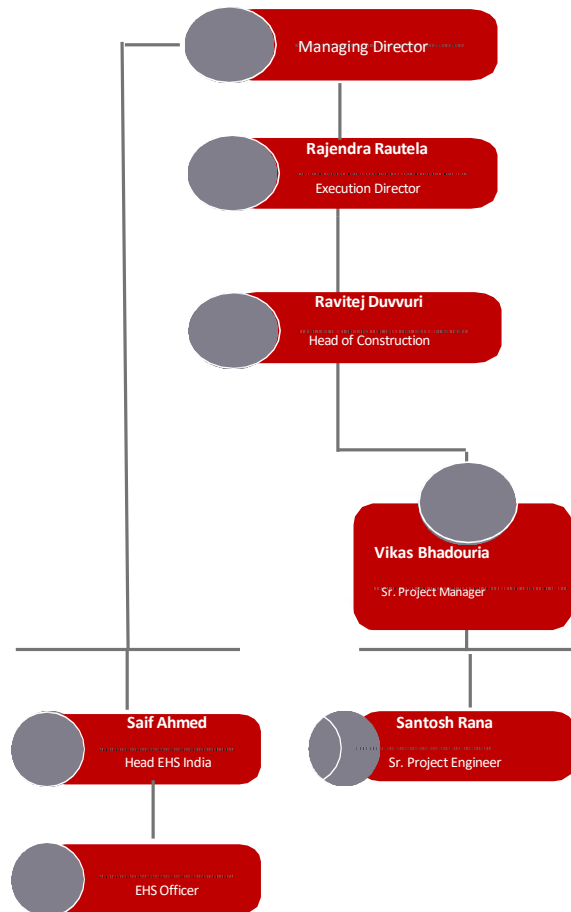 Managing Director
Rajendra Rautela
Execution Director
Ravitej Duvvuri
Head of Construction
Vikas Bhadouria
Sr. Project Manager
Saif Ahmed
Head EHS India
Santosh Rana
Sr. Project Engineer
EHS Officer